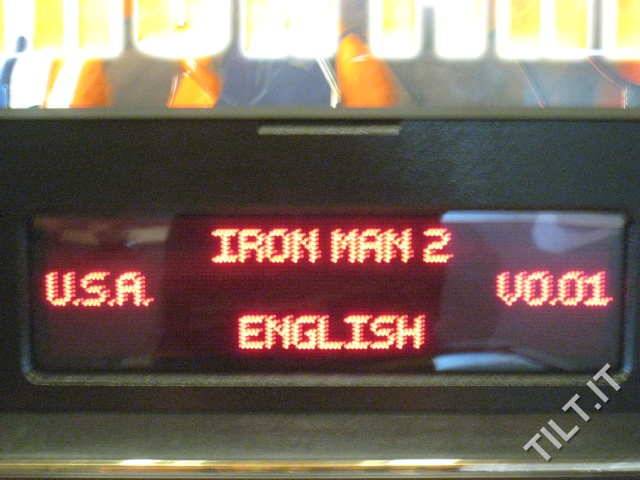 IRON MAN 2
U.S.A. V0.01
ENGLISH
TILT.IT